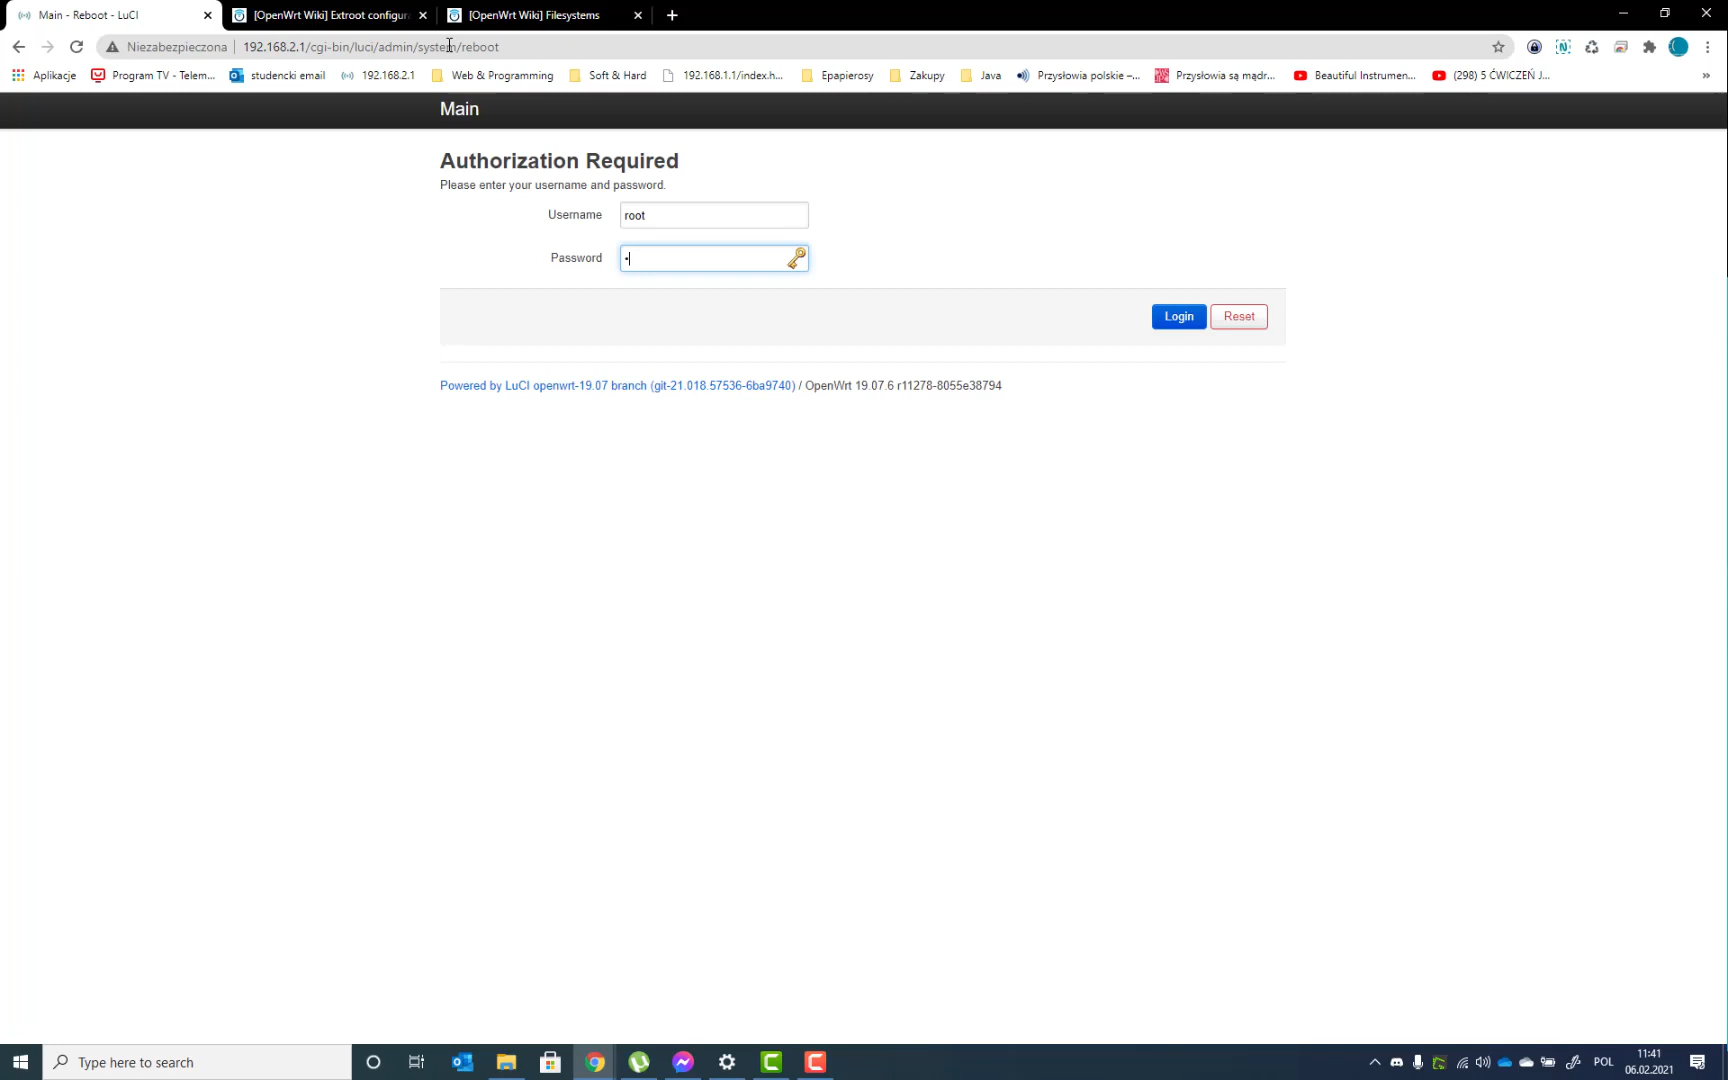 Main - Reboot - LuCI
[OpenWrt Wiki] Extroot configur
[OpenWrt Wiki] Filesystems
Niezabezpieczona
192.168.2.1/cgi-bin/luci/admin/system/reboot
Aplikacje
Program TV - Telem...
studencki email
192.168.2.1
Web & Programming
Soft & Hard
192.168.1.1/index.h...
Epapierosy
Zakupy
Java
Przysłowia polskie –...
Przysłowia są mądr...
Beautiful Instrumen...
(298) 5 ĆWICZEŃ J...
»
Main
Authorization Required
Please enter your username and password.
Username
root
Password
Login
Reset
Powered by LuCI openwrt-19.07 branch (git-21.018.57536-6ba9740) / OpenWrt 19.07.6 r11278-8055e38794
Type here to search
POL
11:41
06.02.2021